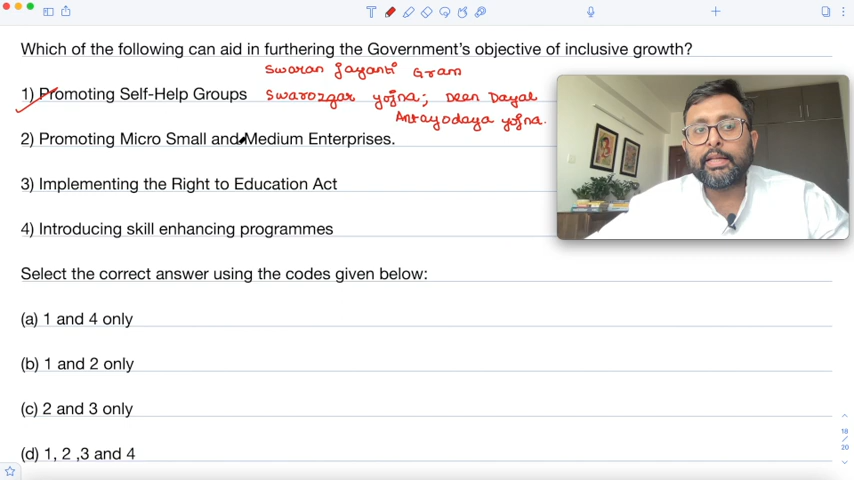 Which of the following can aid in furthering the Government's objective of inclusive growth?
Swaran Jayanti Gram
1) Promoting Self-Help Groups Swarozgar yojna; Deen Dayal
Antayodaya yojna.
2) Promoting Micro Small and Medium Enterprises.
3) Implementing the Right to Education Act
4) Introducing skill enhancing programmes
Select the correct answer using the codes given below:
(a) 1 and 4 only
(b) 1 and 2 only
(c) 2 and 3 only
(d) 1, 2 ,3 and 4
18
/
20